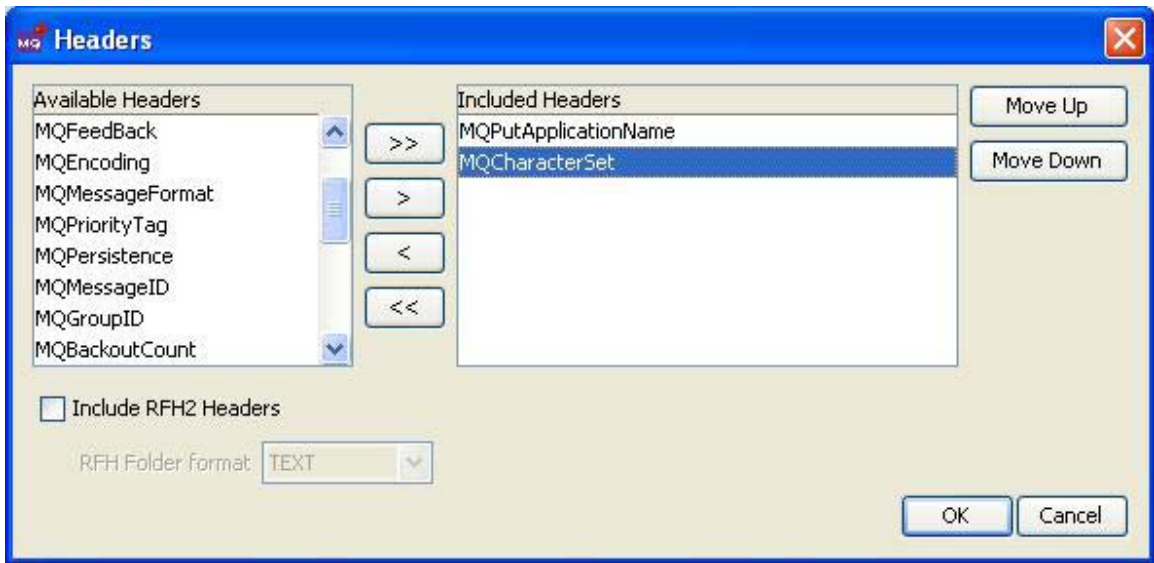 MQ Headers
Available Headers
MQFeedBack
MQEncoding
MQMessageFormat
MQPriorityTag
MQPersistence
MQMessageID
MQGroupID
MQBackoutCount
>>
>
<
<<
Included Headers
MQPutApplicationName
MQCharacterSet
Move Up
Move Down
Include RFH2 Headers
RFH Folder format TEXT
OK Cancel